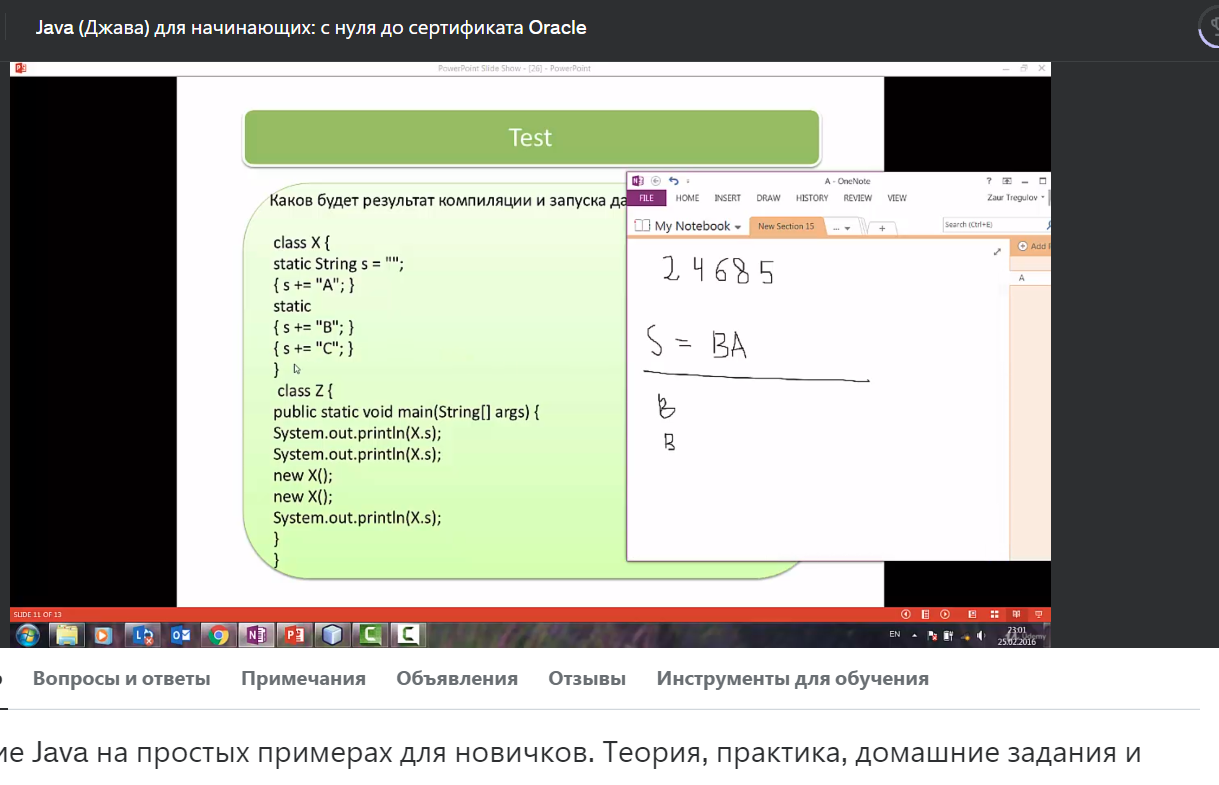 Java (Джава) для начинающих: с нуля до сертификата Oracle
PowerPoint Slide Show - [26] - PowerPoint
Test
Каков будет результат компиляции и запуска
class X {
static String s = "";
{ s += "A"; }
static
{ s += "B"; }
{ s += "C"; }
}
class Z {
public static void main(String[] args) {
System.out.println(X.s);
System.out.println(X.s);
new X();
new X();
System.out.println(X.s);
}
}
A - OneNote
FILE HOME INSERT DRAW HISTORY REVIEW VIEW
Zaur Tregulov
My Notebook
New Section 15
...
+
Search (Ctrl+E)
Add
A
2 4 6 8 5
S = BA
B
B
SLIDE 11 OF 13
EN
23:01
25.02.2016
Udemy
Вопросы и ответы Примечания Объявления Отзывы Инструменты для обучения
Java на простых примерах для новичков. Теория, практика, домашние задания и